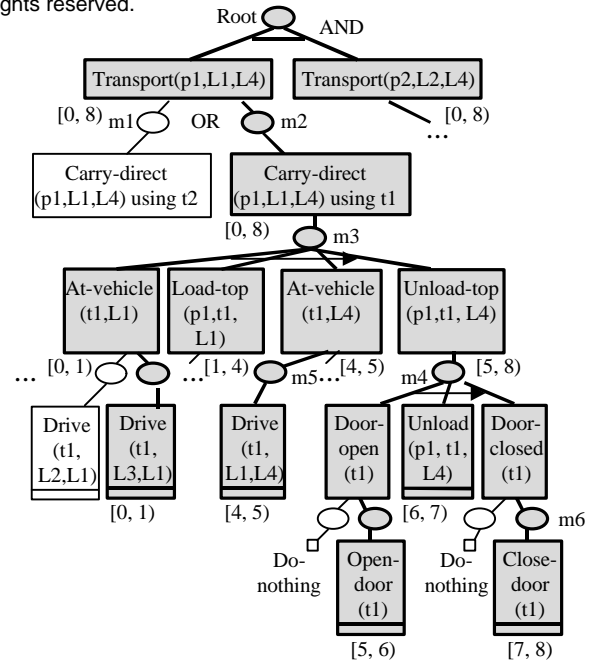 ghts reserved.
Root
AND
Transport(p1,L1,L4)
Transport(p2,L2,L4)
[0, 8)
m1
OR
m2
[0, 8)
...
Carry-direct
(p1,L1,L4) using t2
Carry-direct
(p1,L1,L4) using t1
[0, 8)
m3
At-vehicle
(t1,L1)
Load-top
(p1,t1,
L1)
At-vehicle
(t1,L4)
Unload-top
(p1,t1, L4)
...
[0, 1)
...
[1, 4)
m5
...
[4, 5)
m4
[5, 8)
Drive
(t1,
L2,L1)
Drive
(t1,
L3,L1)
Drive
(t1,
L1,L4)
Door-
open
(t1)
Unload
(p1, t1,
L4)
Door-
closed
(t1)
[0, 1)
[4, 5)
[6, 7)
m6
Do-
nothing
Open-
door
(t1)
Do-
nothing
Close-
door
(t1)
[5, 6)
[7, 8)